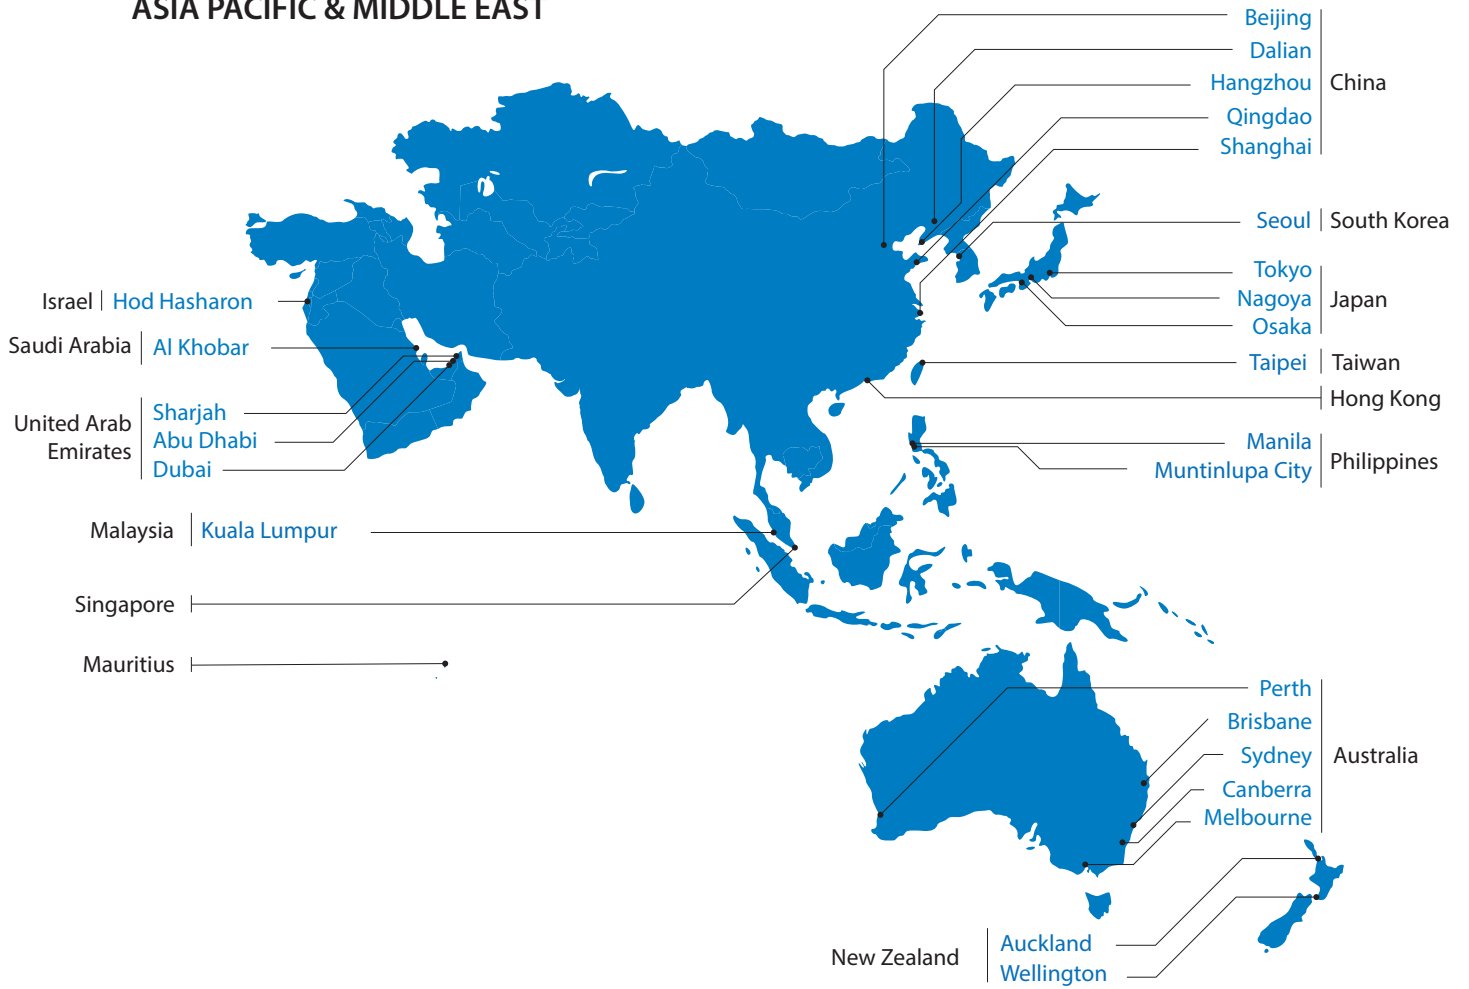 ASIA PACIFIC & MIDDLE EAST
Beijing
Dalian
Hangzhou
Qingdao
Shanghai
China
Seoul
South Korea
Tokyo
Nagoya
Osaka
Japan
Taipei
Taiwan
Hong Kong
Manila
Muntinlupa City
Philippines
Israel
Hod Hasharon
Saudi Arabia
Al Khobar
United Arab
Emirates
Sharjah
Abu Dhabi
Dubai
Malaysia
Kuala Lumpur
Singapore
Mauritius
Perth
Brisbane
Sydney
Canberra
Melbourne
Australia
New Zealand
Auckland
Wellington